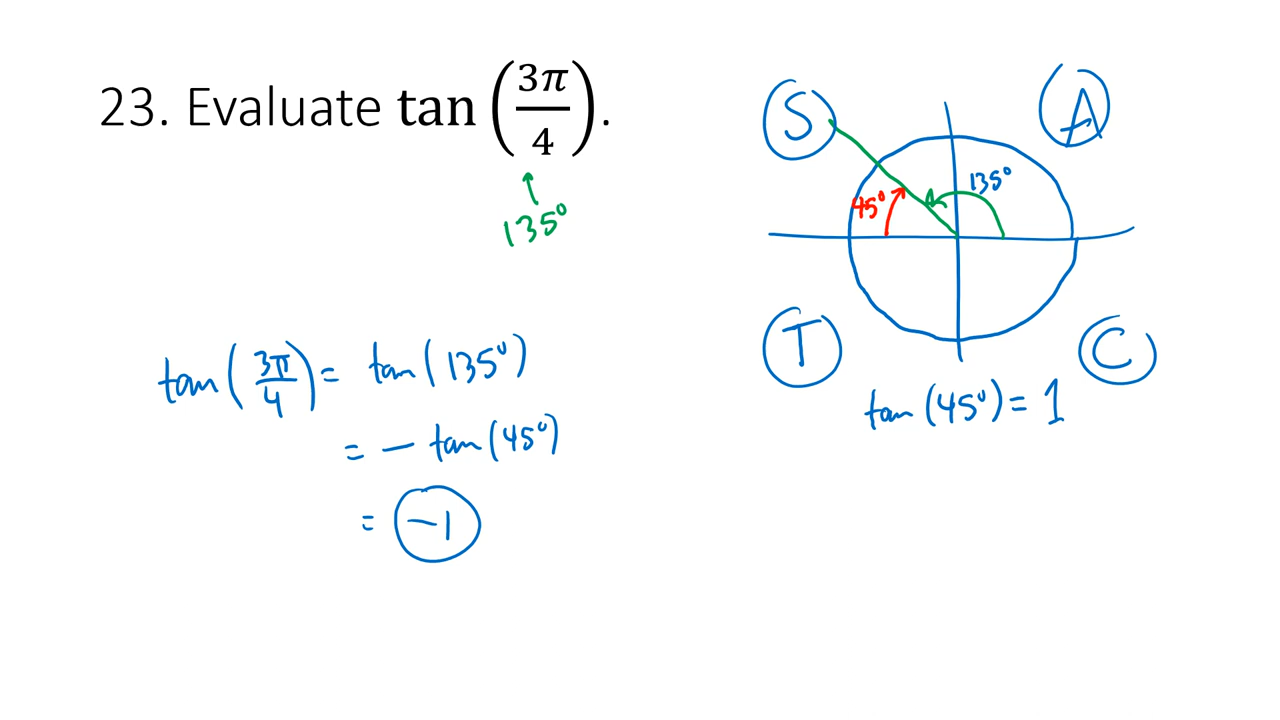 23. Evaluate tan (3π/4).
135°
S
A
135°
45°
T
C
tan(3π/4) = tan(135°)
= - tan(45°)
= -1
tan(45°) = 1